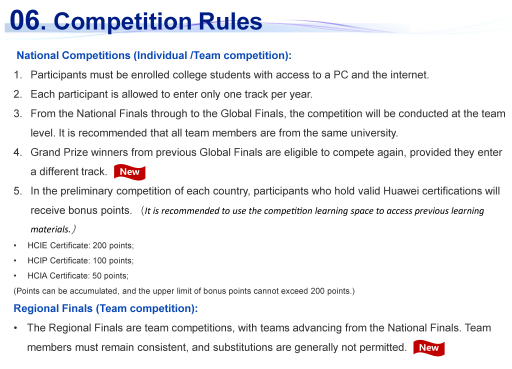 06. Competition Rules
National Competitions (Individual /Team competition):
1. Participants must be enrolled college students with access to a PC and the internet.
2. Each participant is allowed to enter only one track per year.
3. From the National Finals through to the Global Finals, the competition will be conducted at the team
level. It is recommended that all team members are from the same university.
4. Grand Prize winners from previous Global Finals are eligible to compete again, provided they enter
a different track. New
5. In the preliminary competition of each country, participants who hold valid Huawei certifications will
receive bonus points. （It is recommended to use the competition learning space to access previous learning
materials.）
• HCIE Certificate: 200 points;
• HCIP Certificate: 100 points;
• HCIA Certificate: 50 points;
(Points can be accumulated, and the upper limit of bonus points cannot exceed 200 points.)
Regional Finals (Team competition):
• The Regional Finals are team competitions, with teams advancing from the National Finals. Team
members must remain consistent, and substitutions are generally not permitted. New